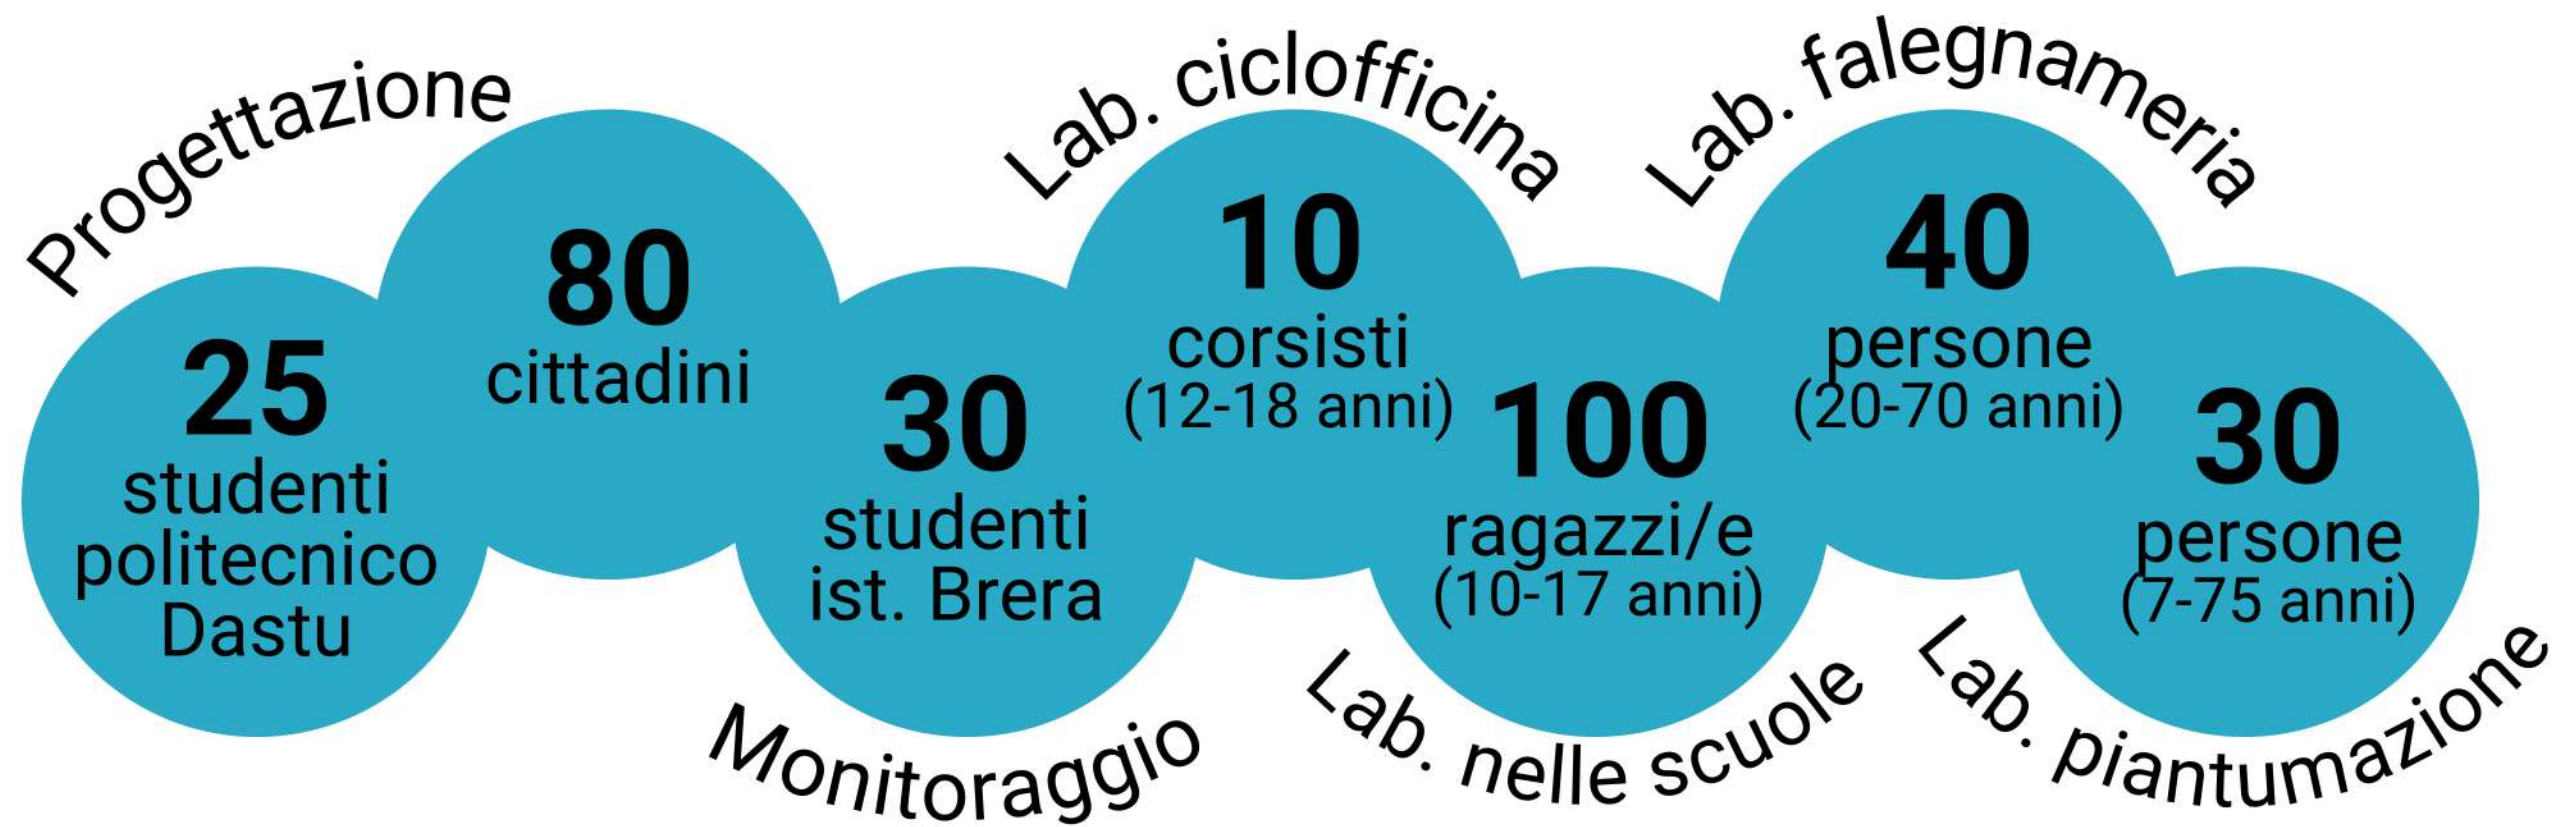 Progettazione
25
studenti
politecnico
Dastu
80
cittadini
30
studenti
ist. Brera
Monitoraggio
Lab. ciclofficina
10
corsisti
(12-18 anni)
100
ragazzi/e
(10-17 anni)
Lab. nelle scuole
Lab. falegnameria
40
persone
(20-70 anni)
30
persone
(7-75 anni)
Lab. piantumazione